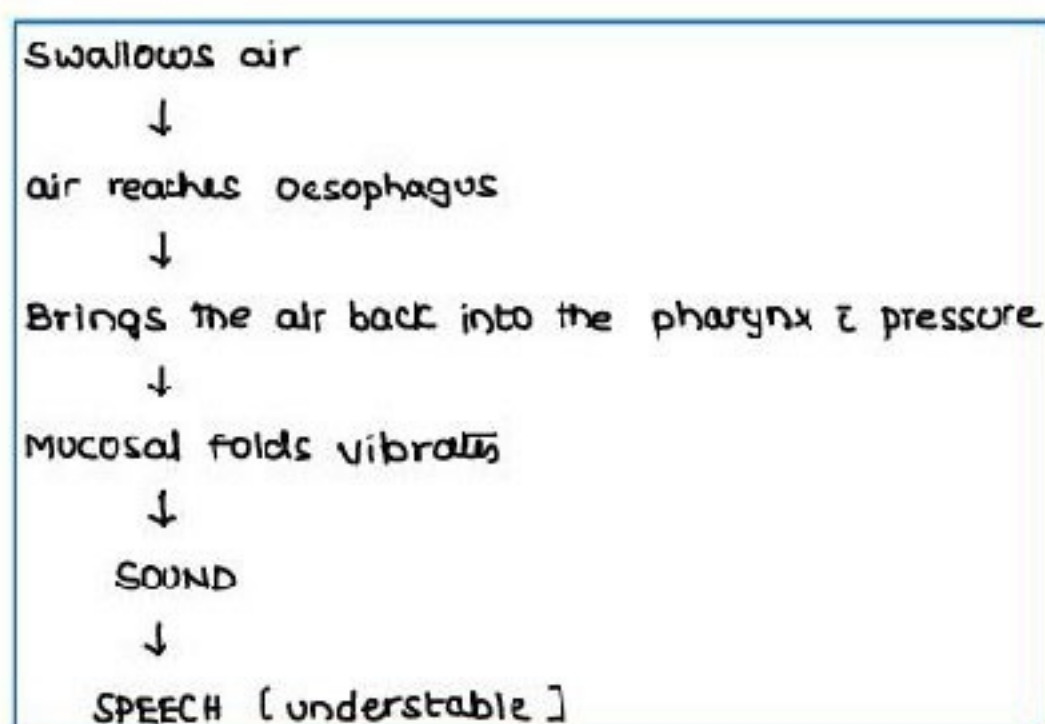 Swallows air
↓
air reaches oesophagus
↓
Brings the air back into the pharynx c̄ pressure
↓
Mucosal folds vibrates
↓
SOUND
↓
SPEECH [understable]